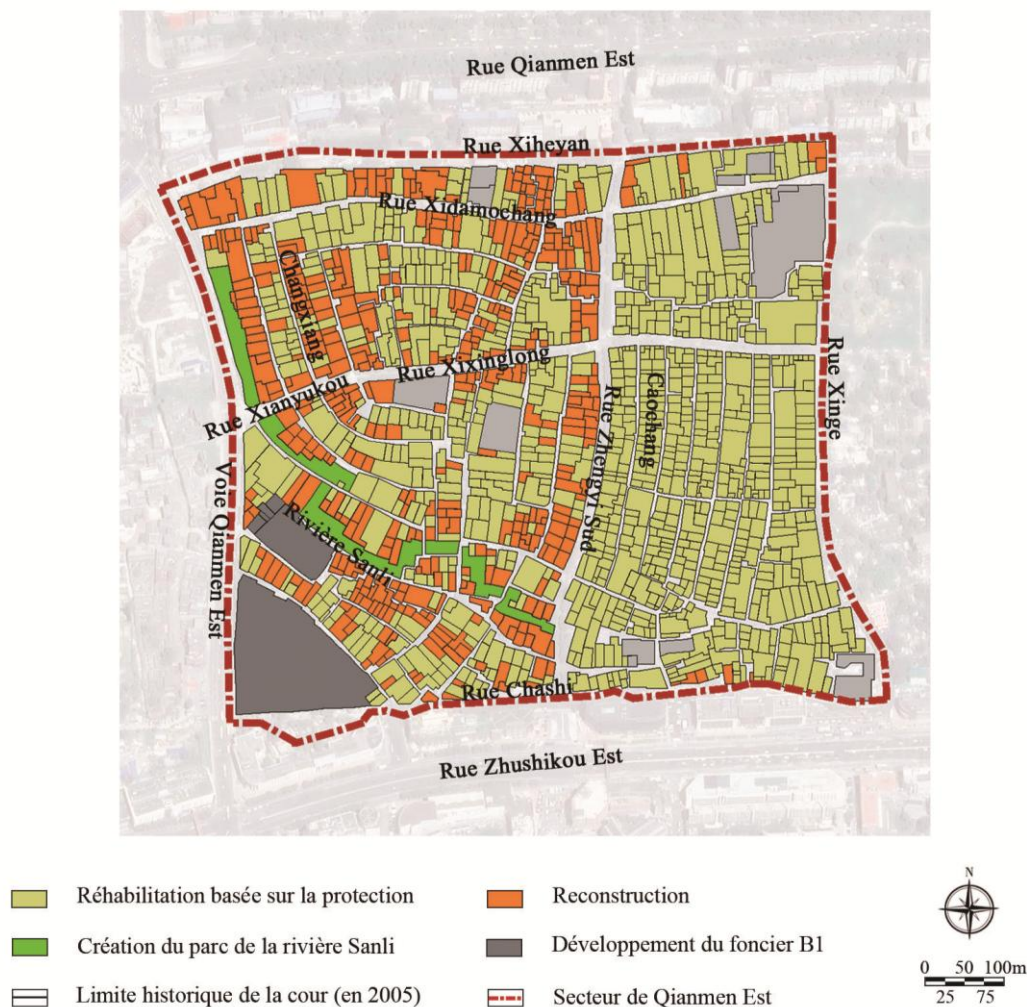 Rue Qianmen Est
Rue Xiheyan
Rue Xidamochang
Changxiang
Rue Xixinglong
Rue Xianyukou
Rue Zhengyi Sud
Caochang
Rue Xinge
Voie Qianmen Est
Rivière Sanli
Rue Chashi
Rue Zhushikou Est
Réhabilitation basée sur la protection
Reconstruction
Création du parc de la rivière Sanli
Développement du foncier B1
Limite historique de la cour (en 2005)
Secteur de Qianmen Est
N
0 50 100m
25 75